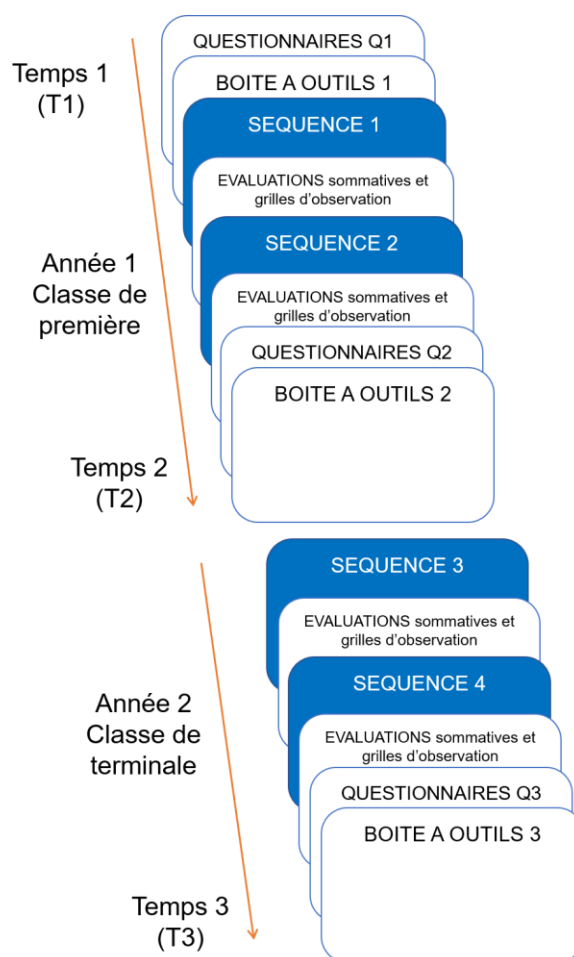 QUESTIONNAIRES Q1
Temps 1
(T1)
BOITE A OUTILS 1
SEQUENCE 1
EVALUATIONS sommatives et
grilles d'observation
SEQUENCE 2
Année 1
Classe de
première
EVALUATIONS sommatives et
grilles d'observation
QUESTIONNAIRES Q2
BOITE A OUTILS 2
Temps 2
(T2)
SEQUENCE 3
EVALUATIONS sommatives et
grilles d'observation
SEQUENCE 4
Année 2
Classe de
terminale
EVALUATIONS sommatives et
grilles d'observation
QUESTIONNAIRES Q3
BOITE A OUTILS 3
Temps 3
(T3)